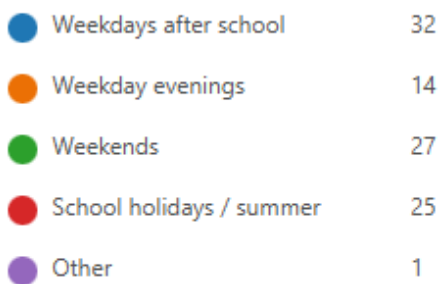 Weekdays after school 32
Weekday evenings 14
Weekends 27
School holidays / summer 25
Other 1